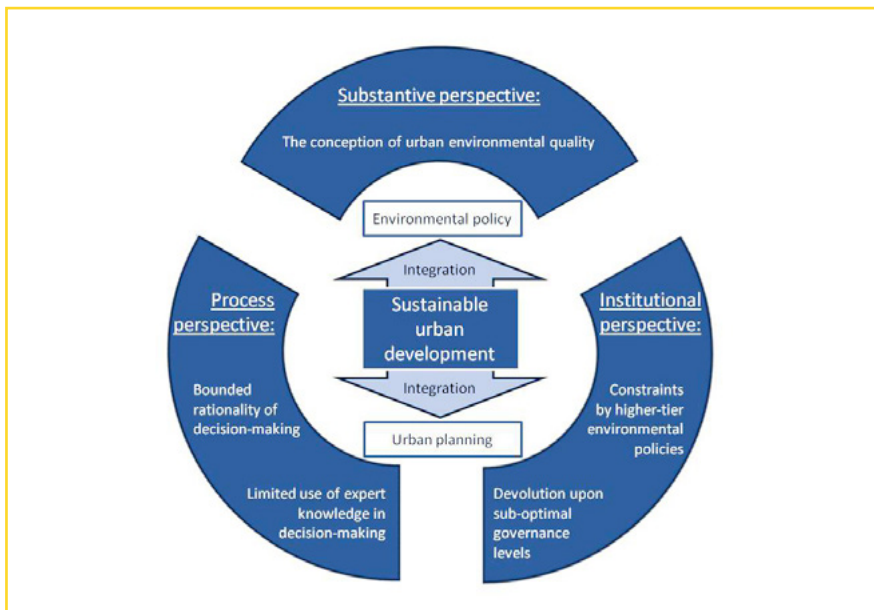 Substantive perspective:
The conception of urban environmental quality
Environmental policy
Integration
Sustainable
urban
development
Integration
Urban planning
Process
perspective:
Bounded
rationality of
decision-making
Limited use of expert
knowledge in
decision-making
Institutional
perspective:
Constraints
by higher-tier
environmental
policies
Devolution upon
sub-optimal
governance
levels